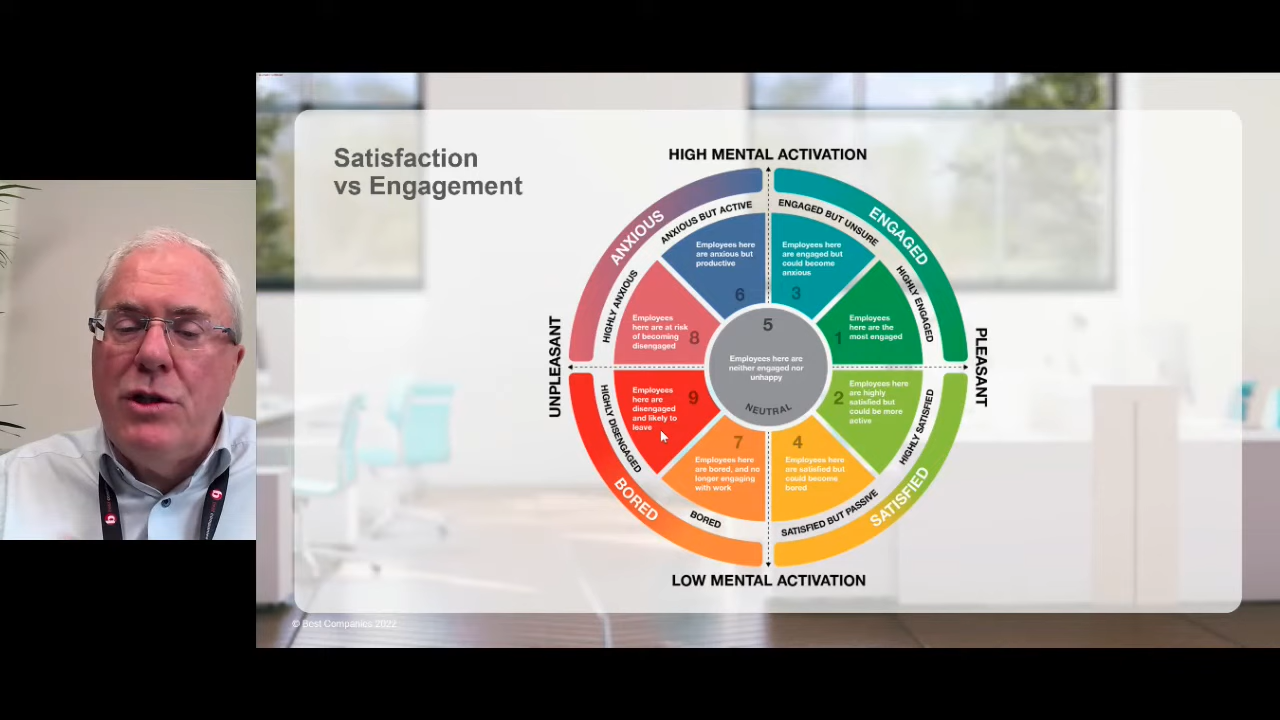 Satisfaction
vs Engagement
HIGH MENTAL ACTIVATION
ANXIOUS
ANXIOUS BUT ACTIVE
ENGAGED BUT UNSURE
ENGAGED
Employees here
are anxious but
productive
6
Employees here
are engaged but
could become
anxious
3
HIGHLY ANXIOUS
Employees
here are at risk
of becoming
disengaged
8
5
Employees here are
neither engaged nor
unhappy
NEUTRAL
1
Employees
here are the
most engaged
HIGHLY ENGAGED
UNPLEASANT
PLEASANT
HIGHLY DISENGAGED
Employees
here are
disengaged
and likely to
leave
9
2
Employees here
are highly
satisfied but
could be more
active
HIGHLY SATISFIED
7
Employees here
are bored, and no
longer engaging
with work
4
Employees here
are satisfied but
could become
bored
BORED
BORED
SATISFIED BUT PASSIVE
SATISFIED
LOW MENTAL ACTIVATION
© Best Companies 2022